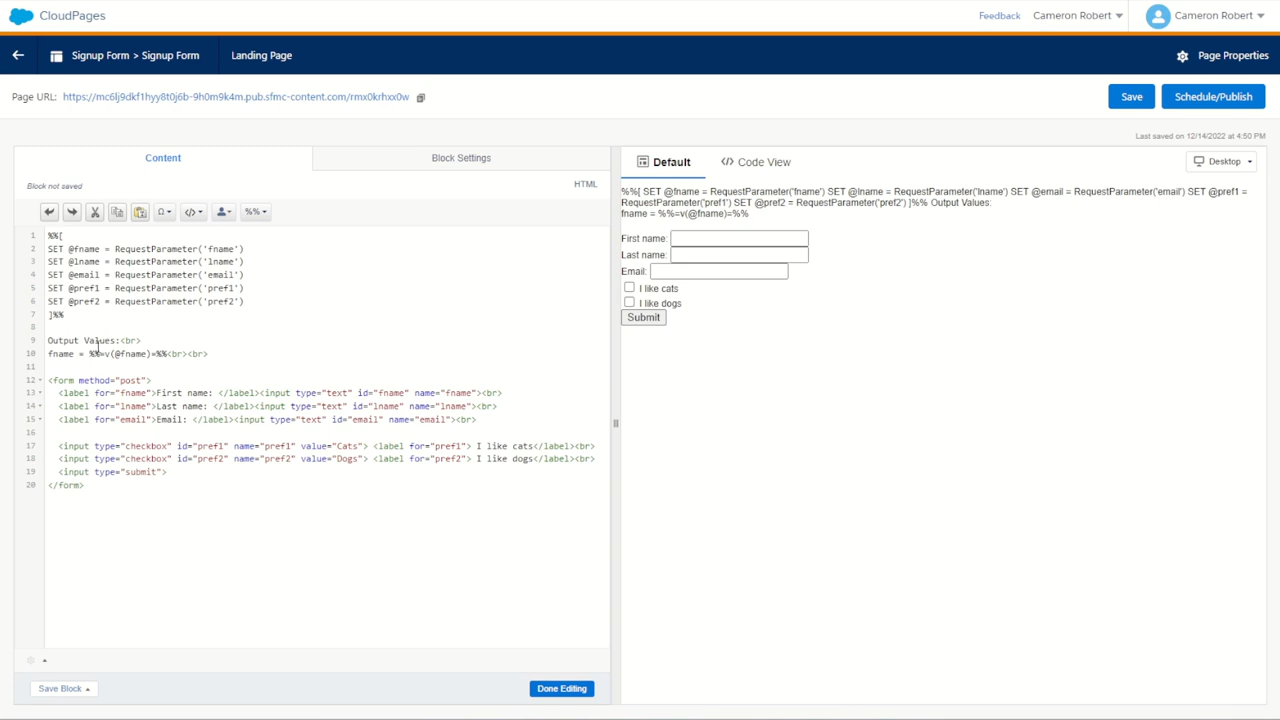 CloudPages
Feedback
Cameron Robert
Cameron Robert
Signup Form > Signup Form
Landing Page
Page Properties
Page URL: https://mc6lj9dkf1hyy8t0j6b-9h0m9k4m.pub.sfmc-content.com/rmx0krhxx0w
Save
Schedule/Publish
Last saved on 12/14/2022 at 4:50 PM
Content
Block Settings
Block not saved
HTML
Ω
</>
%%
1 %%[
2 SET @fname = RequestParameter('fname')
3 SET @lname = RequestParameter('lname')
4 SET @email = RequestParameter('email')
5 SET @pref1 = RequestParameter('pref1')
6 SET @pref2 = RequestParameter('pref2')
7 ]%%
8
9 Output Values:<br>
10 fname = %%=v(@fname)=%%<br><br>
11
12 <form method="post">
13 <label for="fname">First name: </label><input type="text" id="fname" name="fname"><br>
14 <label for="lname">Last name: </label><input type="text" id="lname" name="lname"><br>
15 <label for="email">Email: </label><input type="text" id="email" name="email"><br>
16
17 <input type="checkbox" id="pref1" name="pref1" value="Cats"> <label for="pref1"> I like cats</label><br>
18 <input type="checkbox" id="pref2" name="pref2" value="Dogs"> <label for="pref2"> I like dogs</label><br>
19 <input type="submit">
20 </form>
Save Block
Done Editing
Default
</> Code View
Desktop
%%[ SET @fname = RequestParameter('fname') SET @lname = RequestParameter('lname') SET @email = RequestParameter('email') SET @pref1 =
RequestParameter('pref1') SET @pref2 = RequestParameter('pref2') ]%% Output Values:
fname = %%=v(@fname)=%%
First name:
Last name:
Email:
I like cats
I like dogs
Submit